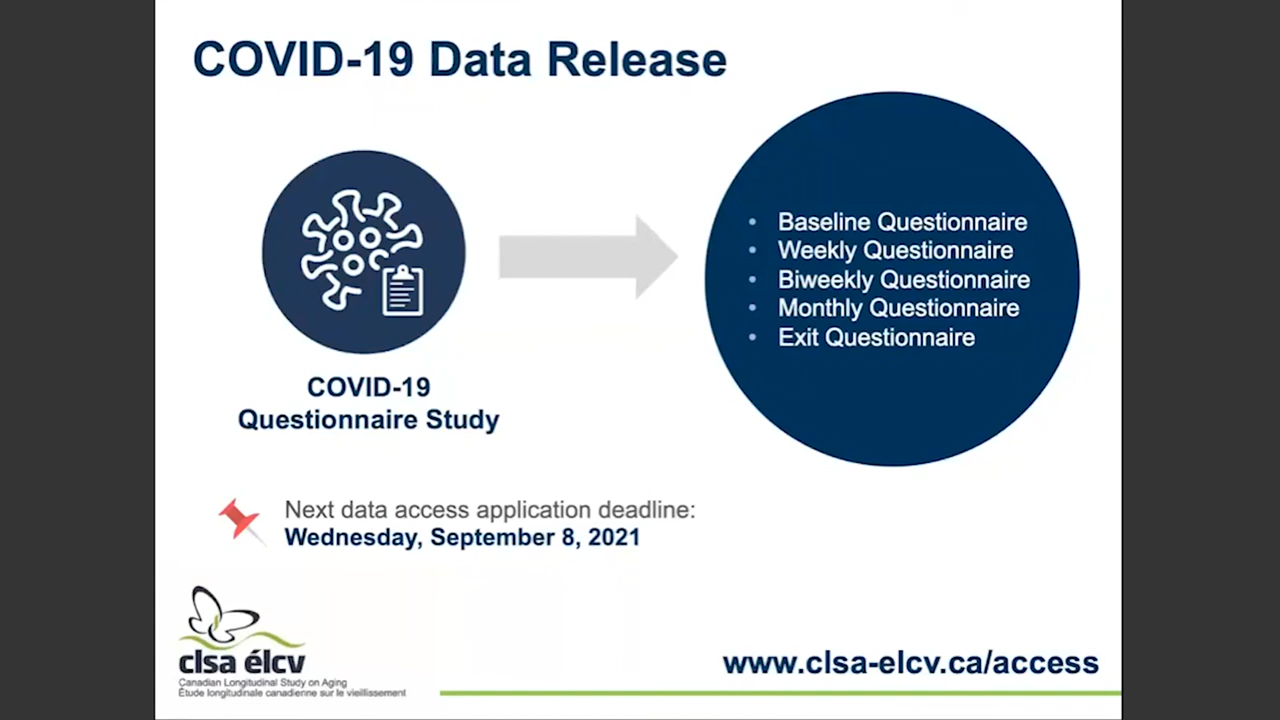 COVID-19 Data Release
• Baseline Questionnaire
• Weekly Questionnaire
• Biweekly Questionnaire
• Monthly Questionnaire
• Exit Questionnaire
COVID-19
Questionnaire Study
Next data access application deadline:
Wednesday, September 8, 2021
clsa élcv
Canadian Longitudinal Study on Aging
Étude longitudinale canadienne sur le vieillissement
www.clsa-elcv.ca/access